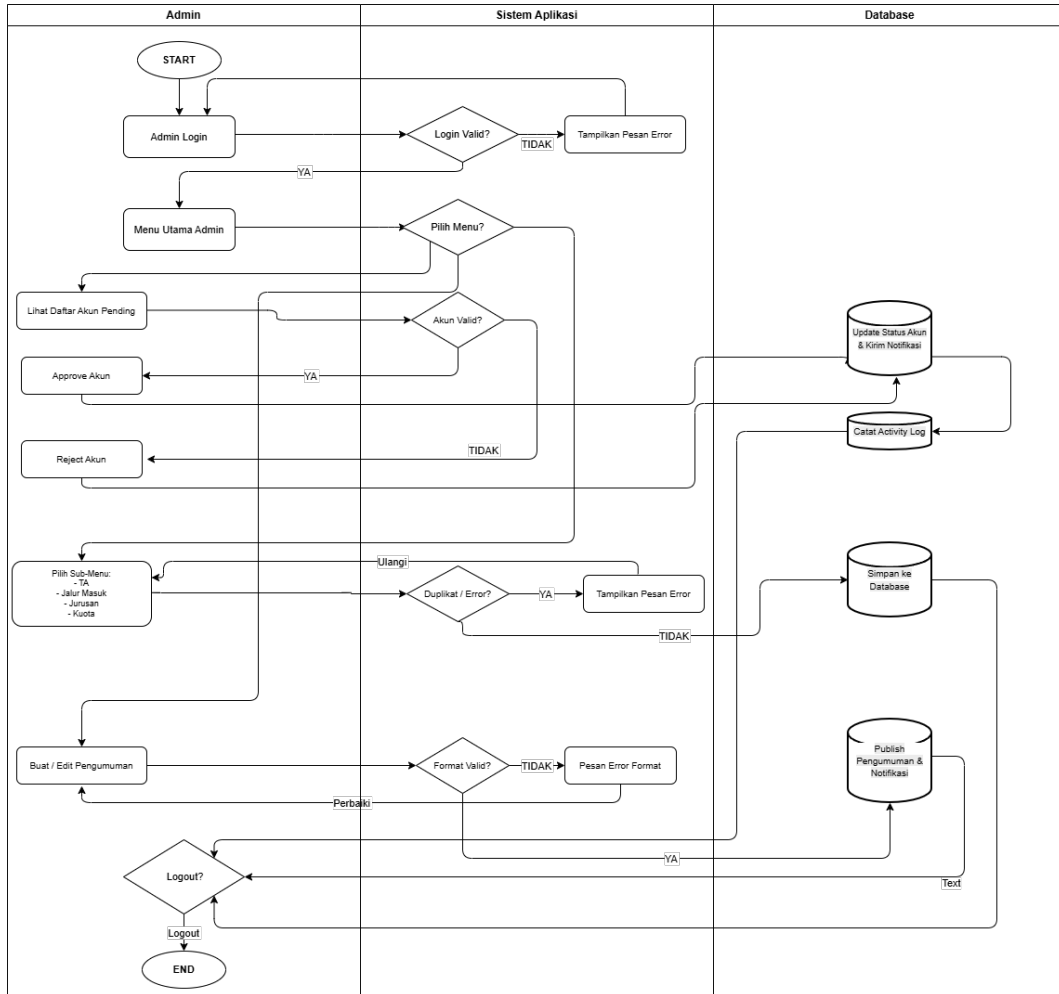 Admin
Sistem Aplikasi
Database
START
Admin Login
Login Valid?
TIDAK
Tampilkan Pesan Error
YA
Menu Utama Admin
Pilih Menu?
Lihat Daftar Akun Pending
Akun Valid?
Update Status Akun
& Kirim Notifikasi
Approve Akun
YA
Catat Activity Log
Reject Akun
TIDAK
Ulangi
Pilih Sub-Menu:
- TA
- Jalur Masuk
- Jurusan
- Kuota
Duplikat / Error?
YA
Tampilkan Pesan Error
Simpan ke
Database
TIDAK
Buat / Edit Pengumuman
Format Valid?
TIDAK
Pesan Error Format
Publish
Pengumuman &
Notifikasi
Perbaiki
YA
Logout?
Text
Logout
END